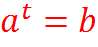 a^t = b